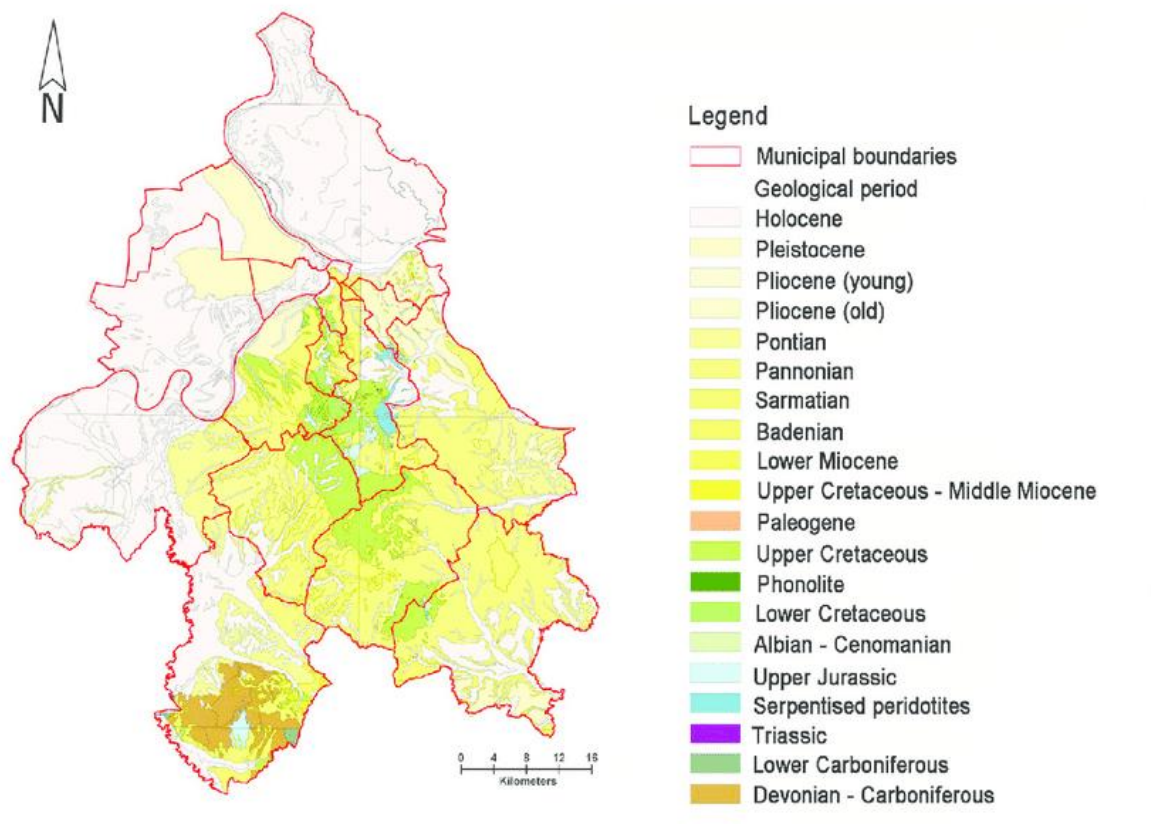 N
Legend
Municipal boundaries
Geological period
Holocene
Pleistocene
Pliocene (young)
Pliocene (old)
Pontian
Pannonian
Sarmatian
Badenian
Lower Miocene
Upper Cretaceous - Middle Miocene
Paleogene
Upper Cretaceous
Phonolite
Lower Cretaceous
Albian - Cenomanian
Upper Jurassic
Serpentised peridotites
Triassic
Lower Carboniferous
Devonian - Carboniferous
0 4 8 12 16
Kilometers